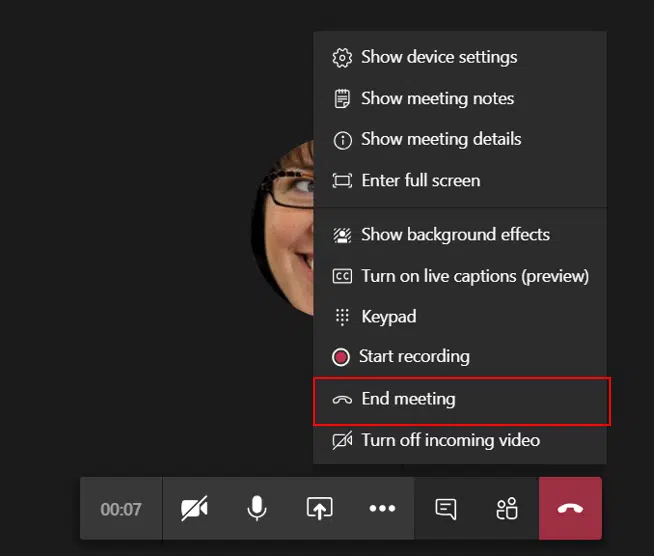 Show device settings
Show meeting notes
Show meeting details
Enter full screen
Show background effects
CC Turn on live captions (preview)
Keypad
Start recording
End meeting
Turn off incoming video
00:07